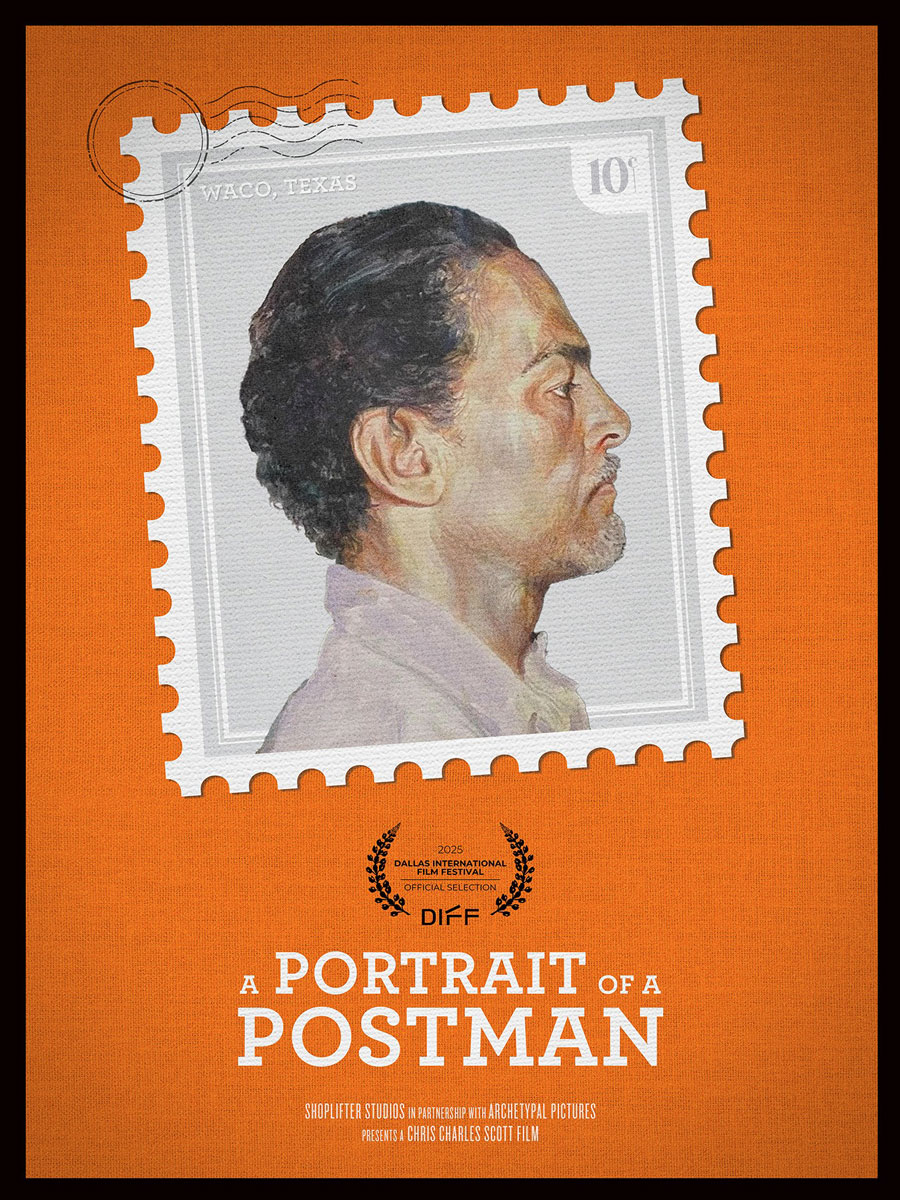 WACO, TEXAS
10¢
2025
DALLAS INTERNATIONAL
FILM FESTIVAL
OFFICIAL SELECTION
DIFF
A PORTRAIT OF A
POSTMAN
SHOPLIFTER STUDIOS IN PARTNERSHIP WITH ARCHETYPAL PICTURES
PRESENTS A CHRIS CHARLES SCOTT FILM